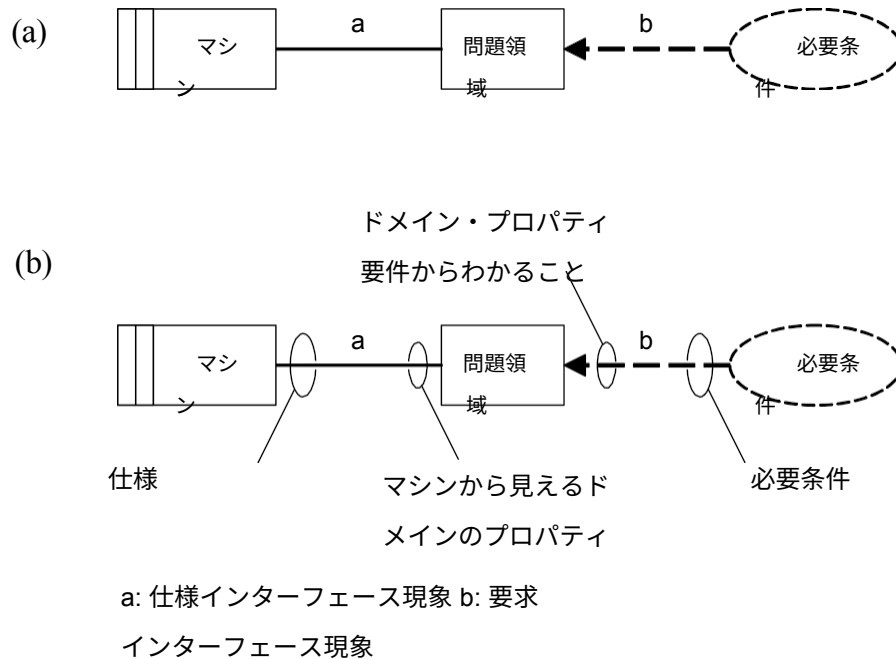 (a)
a
b
マシ
ン
問題領
域
必要条
件
ドメイン・プロパティ
要件からわかること
(b)
a
b
マシ
ン
問題領
域
必要条
件
仕様
マシンから見えるド
メインのプロパティ
必要条件
a: 仕様インターフェース現象 b: 要求
インターフェース現象